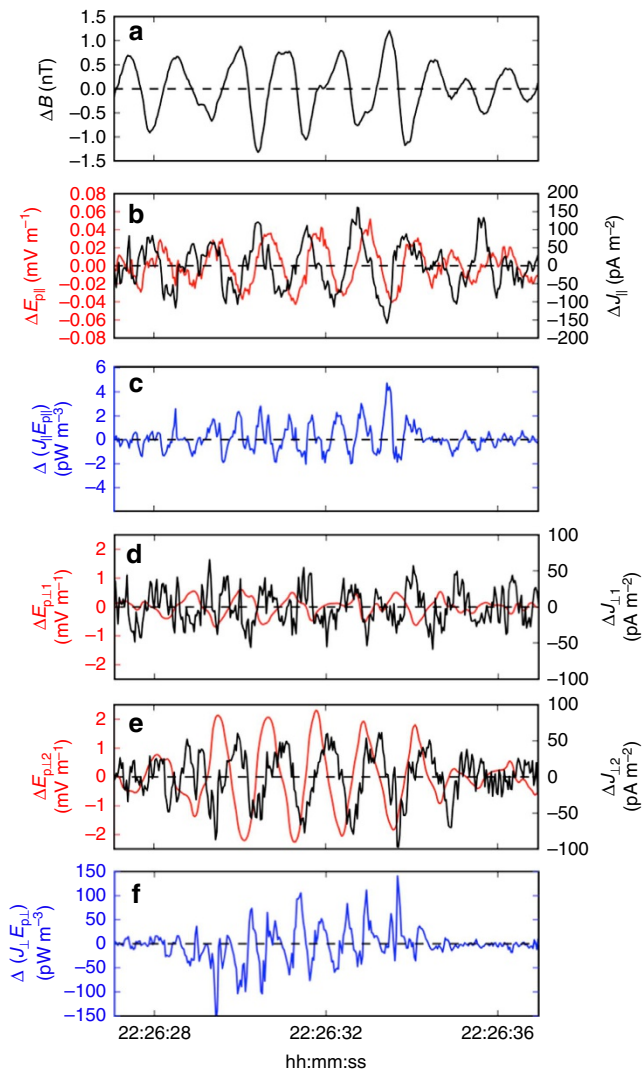 a
1.5
1.0
0.5
0.0
−0.5
−1.0
−1.5
ΔB (nT)
b
0.08
0.06
0.04
0.02
0.00
−0.02
−0.04
−0.06
−0.08
ΔEp|| (mV m−1)
200
150
100
50
0
−50
−100
−150
−200
ΔJ|| (pA m−2)
c
6
4
2
0
−2
−4
Δ (J||Ep||)
(pW m−3)
d
2
1
0
−1
−2
ΔEp⊥1
(mV m−1)
100
50
0
−50
−100
ΔJ⊥1
(pA m−2)
e
2
1
0
−1
−2
ΔEp⊥2
(mV m−1)
100
50
0
−50
−100
ΔJ⊥2
(pA m−2)
f
150
100
50
0
−50
−100
−150
Δ (J⊥Ep⊥)
(pW m−3)
22:26:28 22:26:32 22:26:36
hh:mm:ss